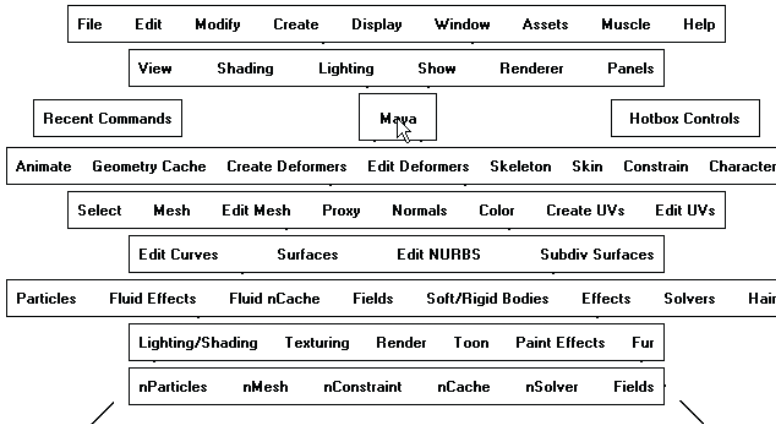 File Edit Modify Create Display Window Assets Muscle Help
View Shading Lighting Show Renderer Panels
Recent Commands Maya Hotbox Controls
Animate Geometry Cache Create Deformers Edit Deformers Skeleton Skin Constrain Character
Select Mesh Edit Mesh Proxy Normals Color Create UVs Edit UVs
Edit Curves Surfaces Edit NURBS Subdiv Surfaces
Particles Fluid Effects Fluid nCache Fields Soft/Rigid Bodies Effects Solvers Hair
Lighting/Shading Texturing Render Toon Paint Effects Fur
nParticles nMesh nConstraint nCache nSolver Fields